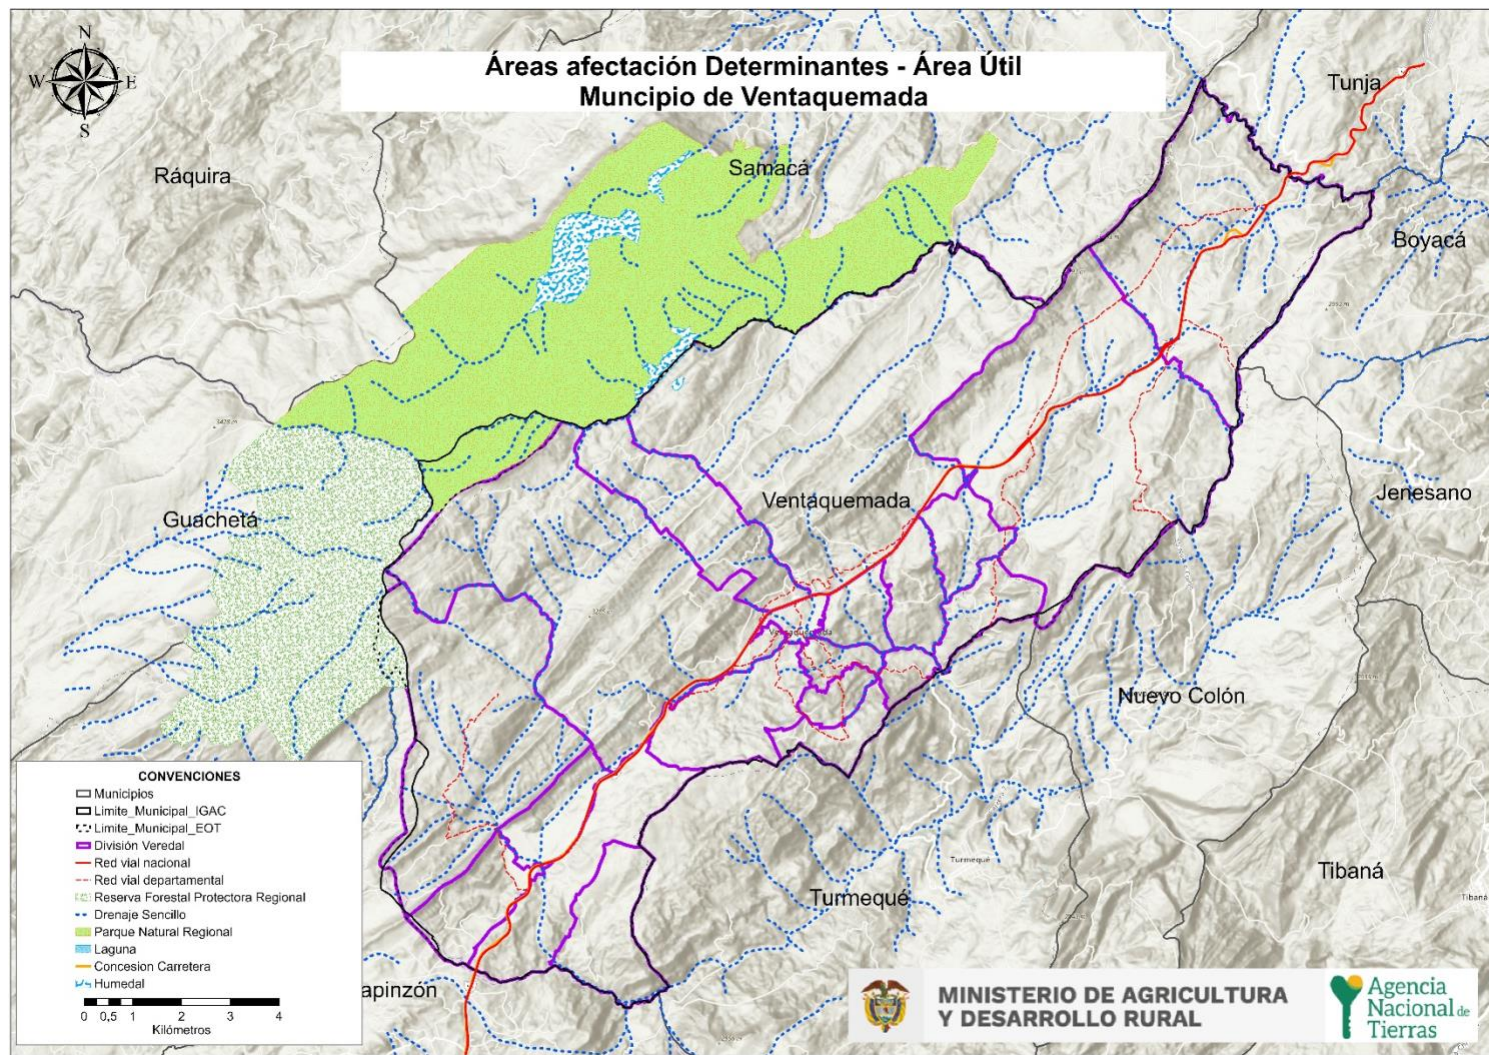 N
W
E
S
Áreas afectación Determinantes - Área Útil
Muncipio de Ventaquemada
Tunja
Ráquira
Samacá
Boyacá
Ventaquemada
Jenesano
Guachetá
Ventaquemada
Nuevo Colón
Turmequé
Tibaná
Tibaná
Turmequé
apinzón
CONVENCIONES
Municipios
Limite_Municipal_IGAC
Limite_Municipal_EOT
División Veredal
Red vial nacional
Red vial departamental
Reserva Forestal Protectora Regional
Drenaje Sencillo
Parque Natural Regional
Laguna
Concesion Carretera
Humedal
0 0,5 1 2 3 4
Kilómetros
MINISTERIO DE AGRICULTURA
Y DESARROLLO RURAL
Agencia
Nacional de
Tierras